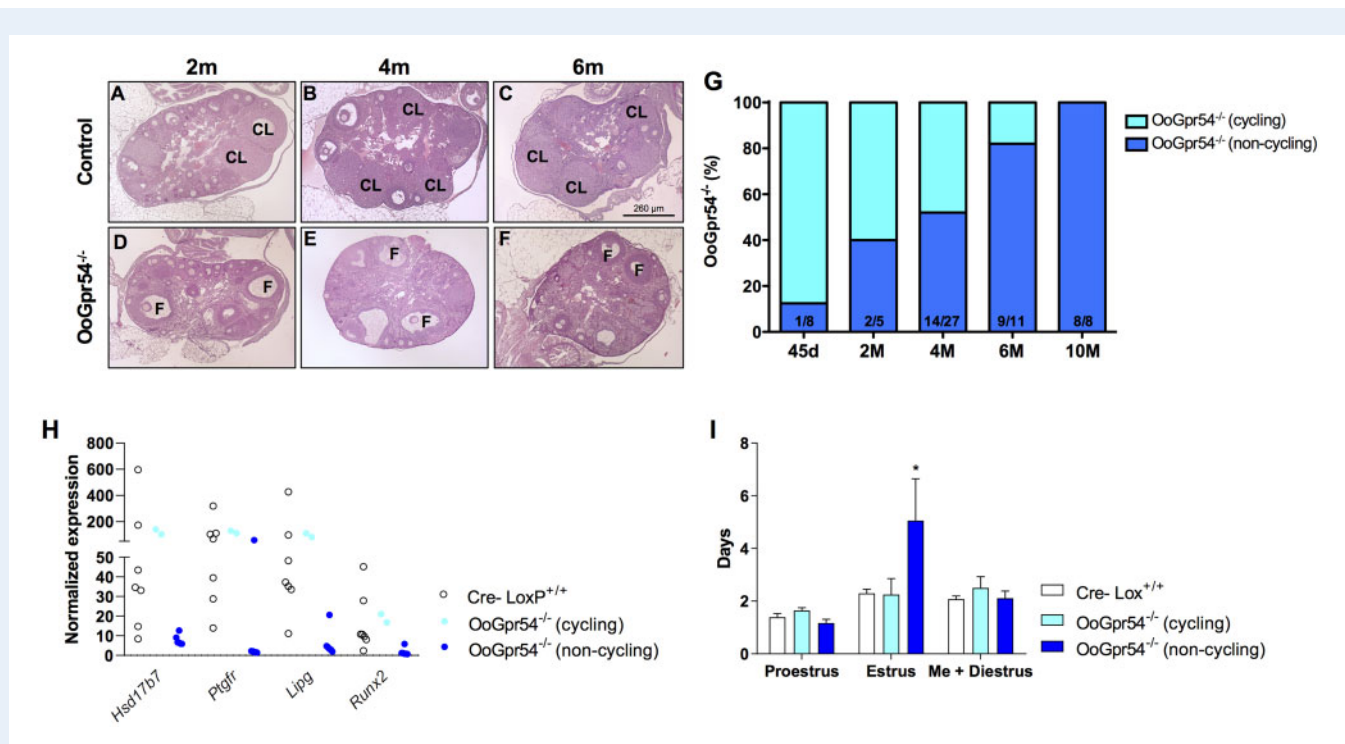 2m 4m 6m
Control
A CL CL
B CL CL CL
C CL CL CL
260 µm
OoGpr54-/-
D F F
E F F
F F F
G
OoGpr54-/- (%)
100
80
60
40
20
0
1/8 2/5 14/27 9/11 8/8
45d 2M 4M 6M 10M
OoGpr54-/- (cycling)
OoGpr54-/- (non-cycling)
H
Normalized expression
800
600
400
200
50
40
30
20
10
0
Hsd17b7 Ptgfr Lipg Runx2
Cre- LoxP+/+
OoGpr54-/- (cycling)
OoGpr54-/- (non-cycling)
I
Days
8
6
4
2
0
*
Proestrus Estrus Me + Diestrus
Cre- Lox+/+
OoGpr54-/- (cycling)
OoGpr54-/- (non-cycling)